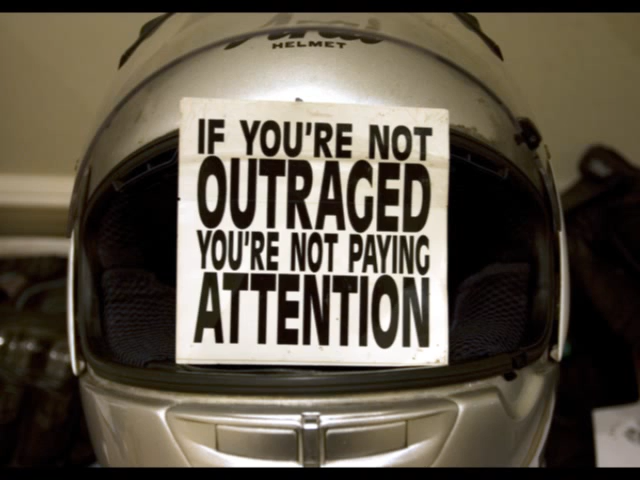 HELMET
IF YOU'RE NOT
OUTRAGED
YOU'RE NOT PAYING
ATTENTION